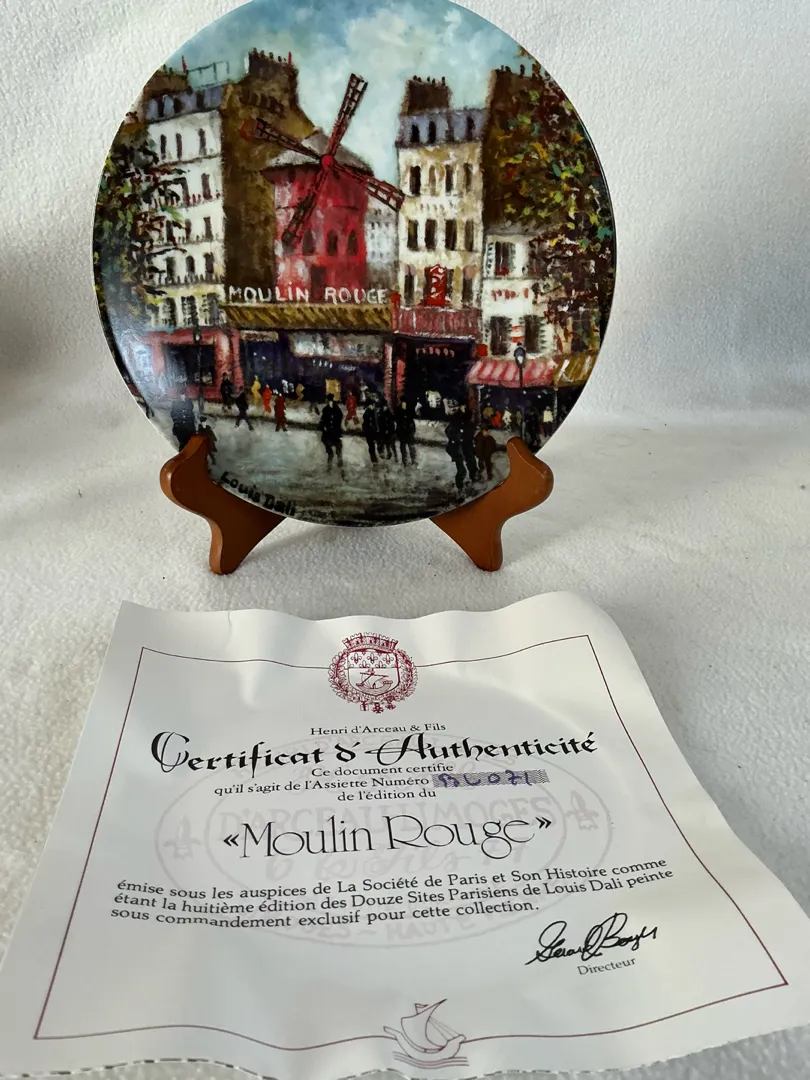 MOULIN ROUGE
Louis Dali
Henri d'Arceau & Fils
Certificat d'Authenticité
Ce document certifie
qu'il s'agit de l'Assiette Numéro
de l'édition du
«Moulin Rouge»
émise sous les auspices de La Société de Paris et Son Histoire comme
étant la huitième édition des Douze Sites Parisiens de Louis Dali peinte
sous commandement exclusif pour cette collection.
Directeur